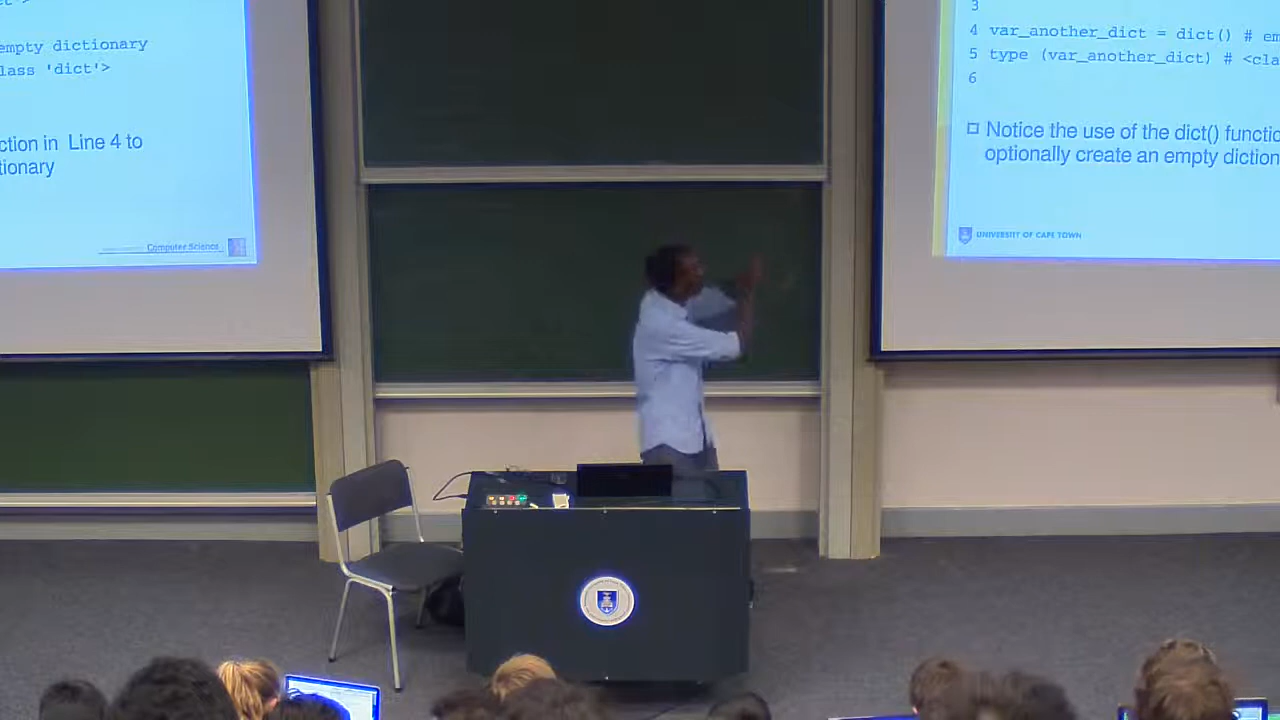 empty dictionary
lass 'dict'>
ction in Line 4 to
tionary
Computer Science
3
4 var_another_dict = dict() # em
5 type (var_another_dict) # <cla
6
Notice the use of the dict() functio
optionally create an empty diction
UNIVERSITY OF CAPE TOWN